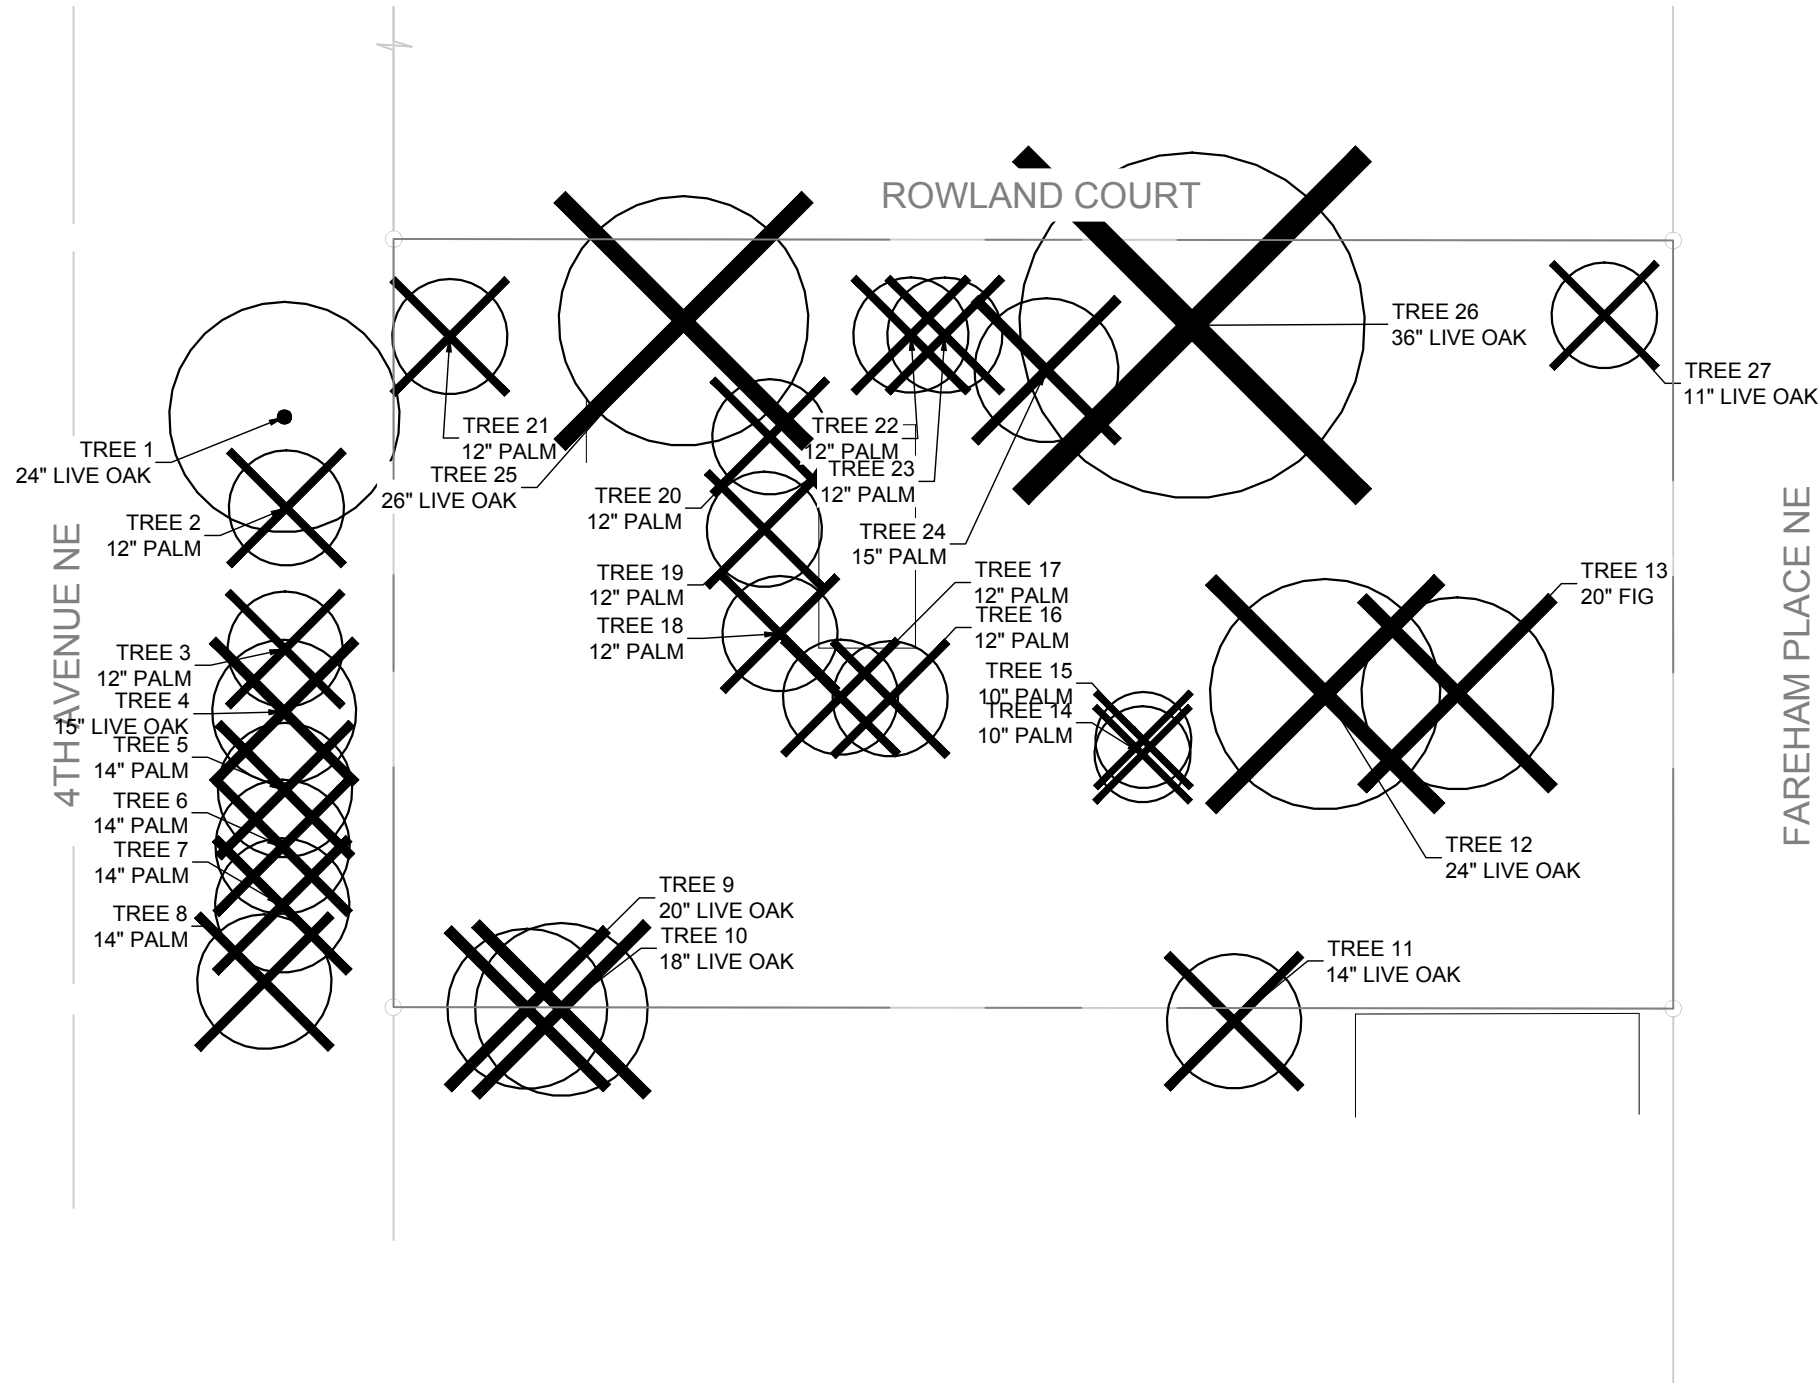 ROWLAND COURT
TREE 26
36" LIVE OAK
TREE 27
11" LIVE OAK
TREE 21
12" PALM
TREE 22
12" PALM
TREE 1
24" LIVE OAK
TREE 25
26" LIVE OAK
TREE 23
12" PALM
TREE 20
12" PALM
TREE 2
12" PALM
TREE 24
15" PALM
TREE 19
12" PALM
TREE 17
12" PALM
TREE 13
20" FIG
TREE 18
12" PALM
TREE 16
12" PALM
TREE 3
12" PALM
TREE 15
10" PALM
TREE 4
15" LIVE OAK
TREE 14
10" PALM
4TH AVENUE NE
FAREHAM PLACE NE
TREE 5
14" PALM
TREE 6
14" PALM
TREE 7
14" PALM
TREE 12
24" LIVE OAK
TREE 8
14" PALM
TREE 9
20" LIVE OAK
TREE 10
18" LIVE OAK
TREE 11
14" LIVE OAK